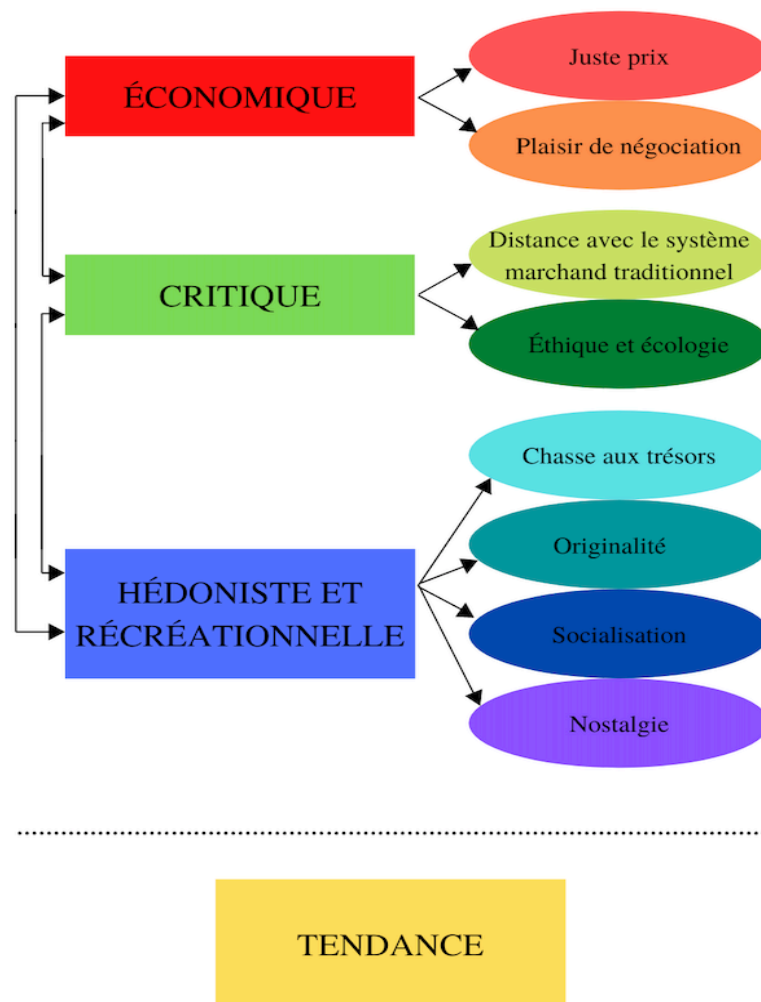 ÉCONOMIQUE
Juste prix
Plaisir de négociation
CRITIQUE
Distance avec le système
marchand traditionnel
Éthique et écologie
HÉDONISTE ET
RÉCRÉATIONNELLE
Chasse aux trésors
Originalité
Socialisation
Nostalgie
TENDANCE